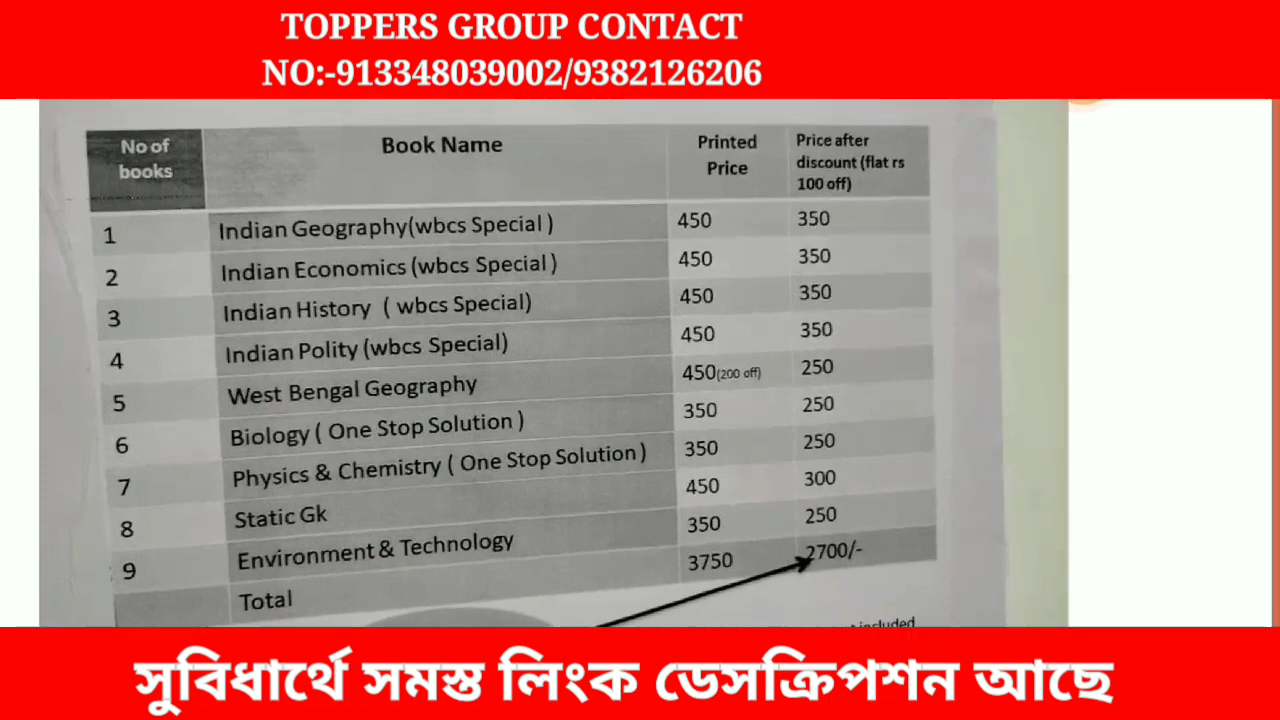 TOPPERS GROUP CONTACT
NO:-913348039002/9382126206
No of books Book Name Printed Price Price after discount (flat rs 100 off)
1 Indian Geography(wbcs Special ) 450 350
2 Indian Economics (wbcs Special ) 450 350
3 Indian History ( wbcs Special) 450 350
4 Indian Polity (wbcs Special) 450 350
5 West Bengal Geography 450(200 off) 250
6 Biology ( One Stop Solution ) 350 250
7 Physics & Chemistry ( One Stop Solution ) 350 250
8 Static Gk 450 300
9 Environment & Technology 350 250
Total 3750 2700/-
included
সুবিধার্থে সমস্ত লিংক ডেসক্রিপশন আছে